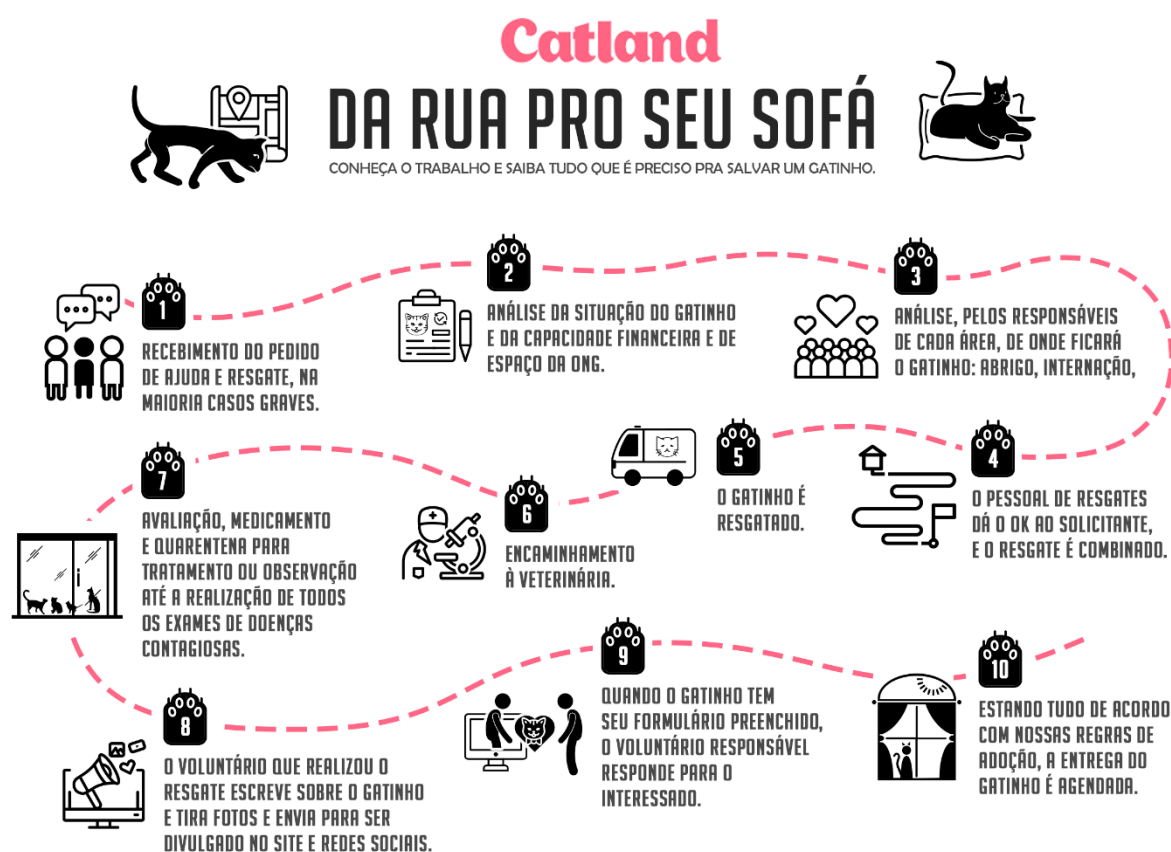 Catland
DA RUA PRO SEU SOFÁ
CONHEÇA O TRABALHO E SAIBA TUDO QUE É PRECISO PRA SALVAR UM GATINHO.
1
RECEBIMENTO DO PEDIDO
DE AJUDA E RESGATE, NA
MAIORIA CASOS GRAVES.
2
ANÁLISE DA SITUAÇÃO DO GATINHO
E DA CAPACIDADE FINANCEIRA E DE
ESPAÇO DA ONG.
3
ANÁLISE, PELOS RESPONSÁVEIS
DE CADA ÁREA, DE ONDE FICARÁ
O GATINHO: ABRIGO, INTERNAÇÃO,
4
O PESSOAL DE RESGATES
DÁ O OK AO SOLICITANTE,
E O RESGATE É COMBINADO.
5
O GATINHO É
RESGATADO.
6
ENCAMINHAMENTO
À VETERINÁRIA.
7
AVALIAÇÃO, MEDICAMENTO
E QUARENTENA PARA
TRATAMENTO OU OBSERVAÇÃO
ATÉ A REALIZAÇÃO DE TODOS
OS EXAMES DE DOENÇAS
CONTAGIOSAS.
8
O VOLUNTÁRIO QUE REALIZOU O
RESGATE ESCREVE SOBRE O GATINHO
E TIRA FOTOS E ENVIA PARA SER
DIVULGADO NO SITE E REDES SOCIAIS.
9
QUANDO O GATINHO TEM
SEU FORMULÁRIO PREENCHIDO,
O VOLUNTÁRIO RESPONSÁVEL
RESPONDE PARA O
INTERESSADO.
10
ESTANDO TUDO DE ACORDO
COM NOSSAS REGRAS DE
ADOÇÃO, A ENTREGA DO
GATINHO É AGENDADA.